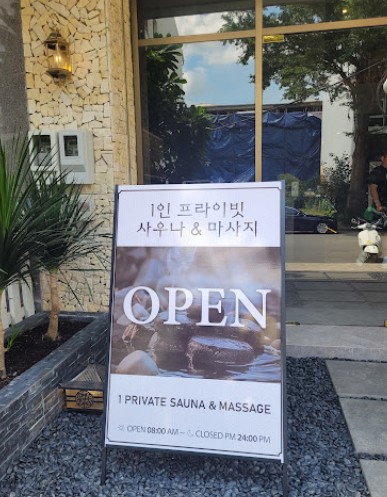 1인 프라이빗
사우나 & 마사지
OPEN
1 PRIVATE SAUNA & MASSAGE
OPEN 08:00 AM ~ CLOSED PM 24:00 PM